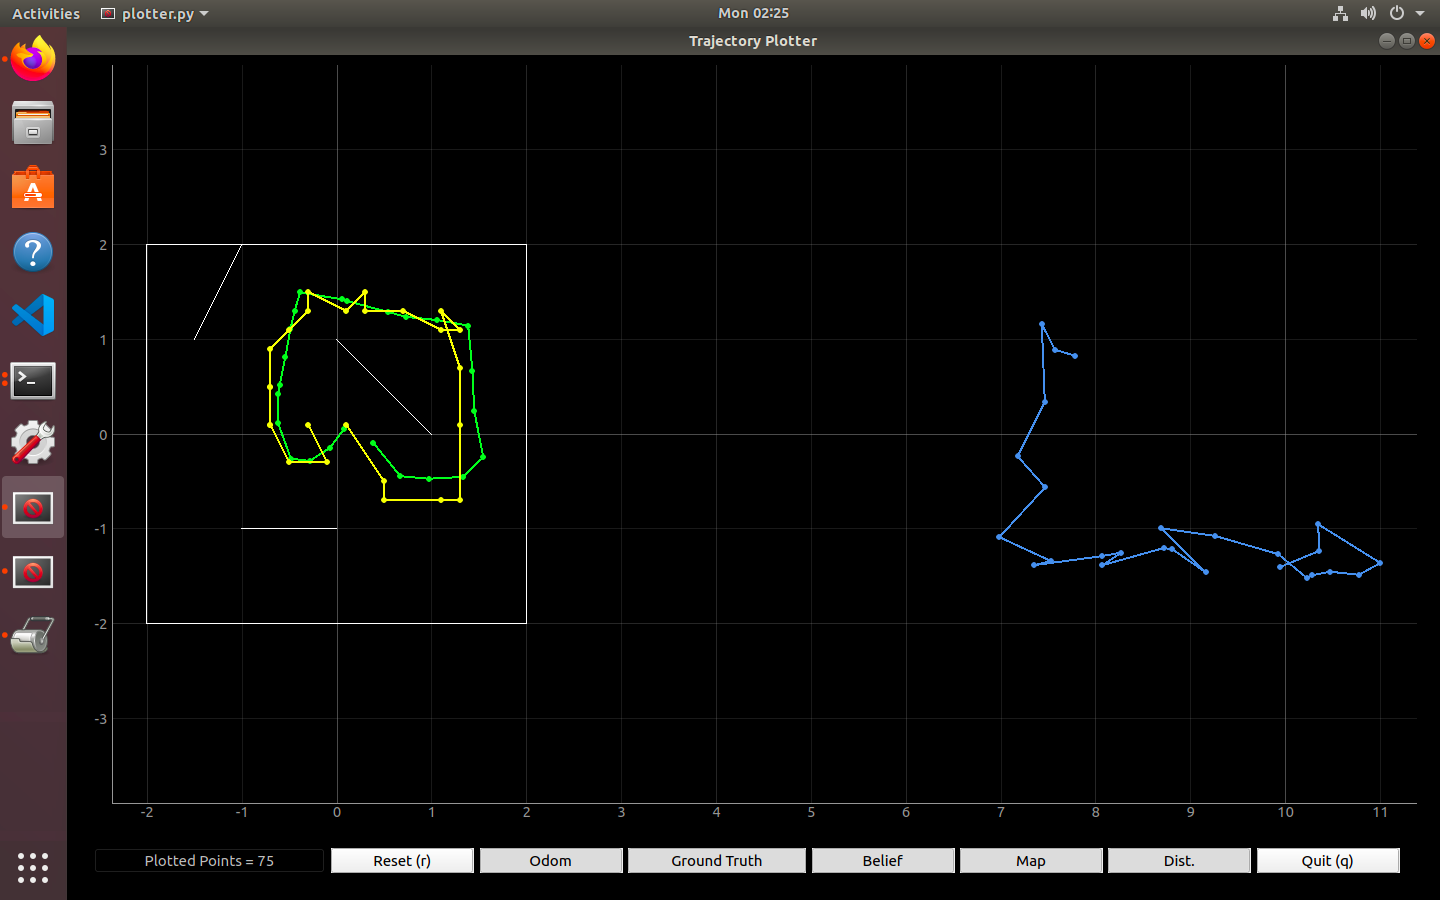 Activities plotter.py Mon 02:25
Trajectory Plotter
3
2
1
0
-1
-2
-3
-2 -1 0 1 2 3 4 5 6 7 8 9 10 11
Plotted Points = 75 Reset (r) Odom Ground Truth Belief Map Dist. Quit (q)